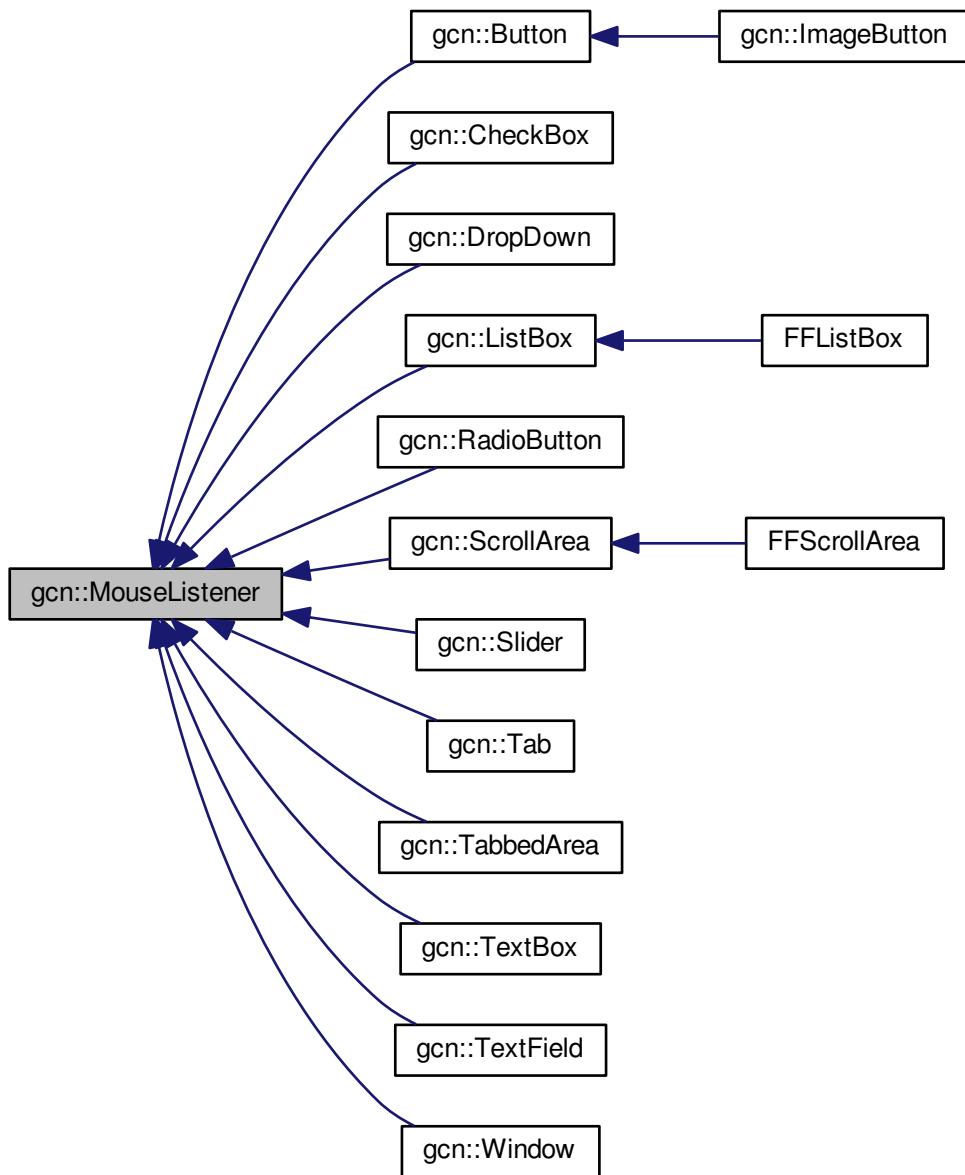 gcn::Button
gcn::ImageButton
gcn::CheckBox
gcn::DropDown
gcn::ListBox
FFListBox
gcn::RadioButton
gcn::ScrollArea
FFScrollArea
gcn::MouseListener
gcn::Slider
gcn::Tab
gcn::TabbedArea
gcn::TextBox
gcn::TextField
gcn::Window